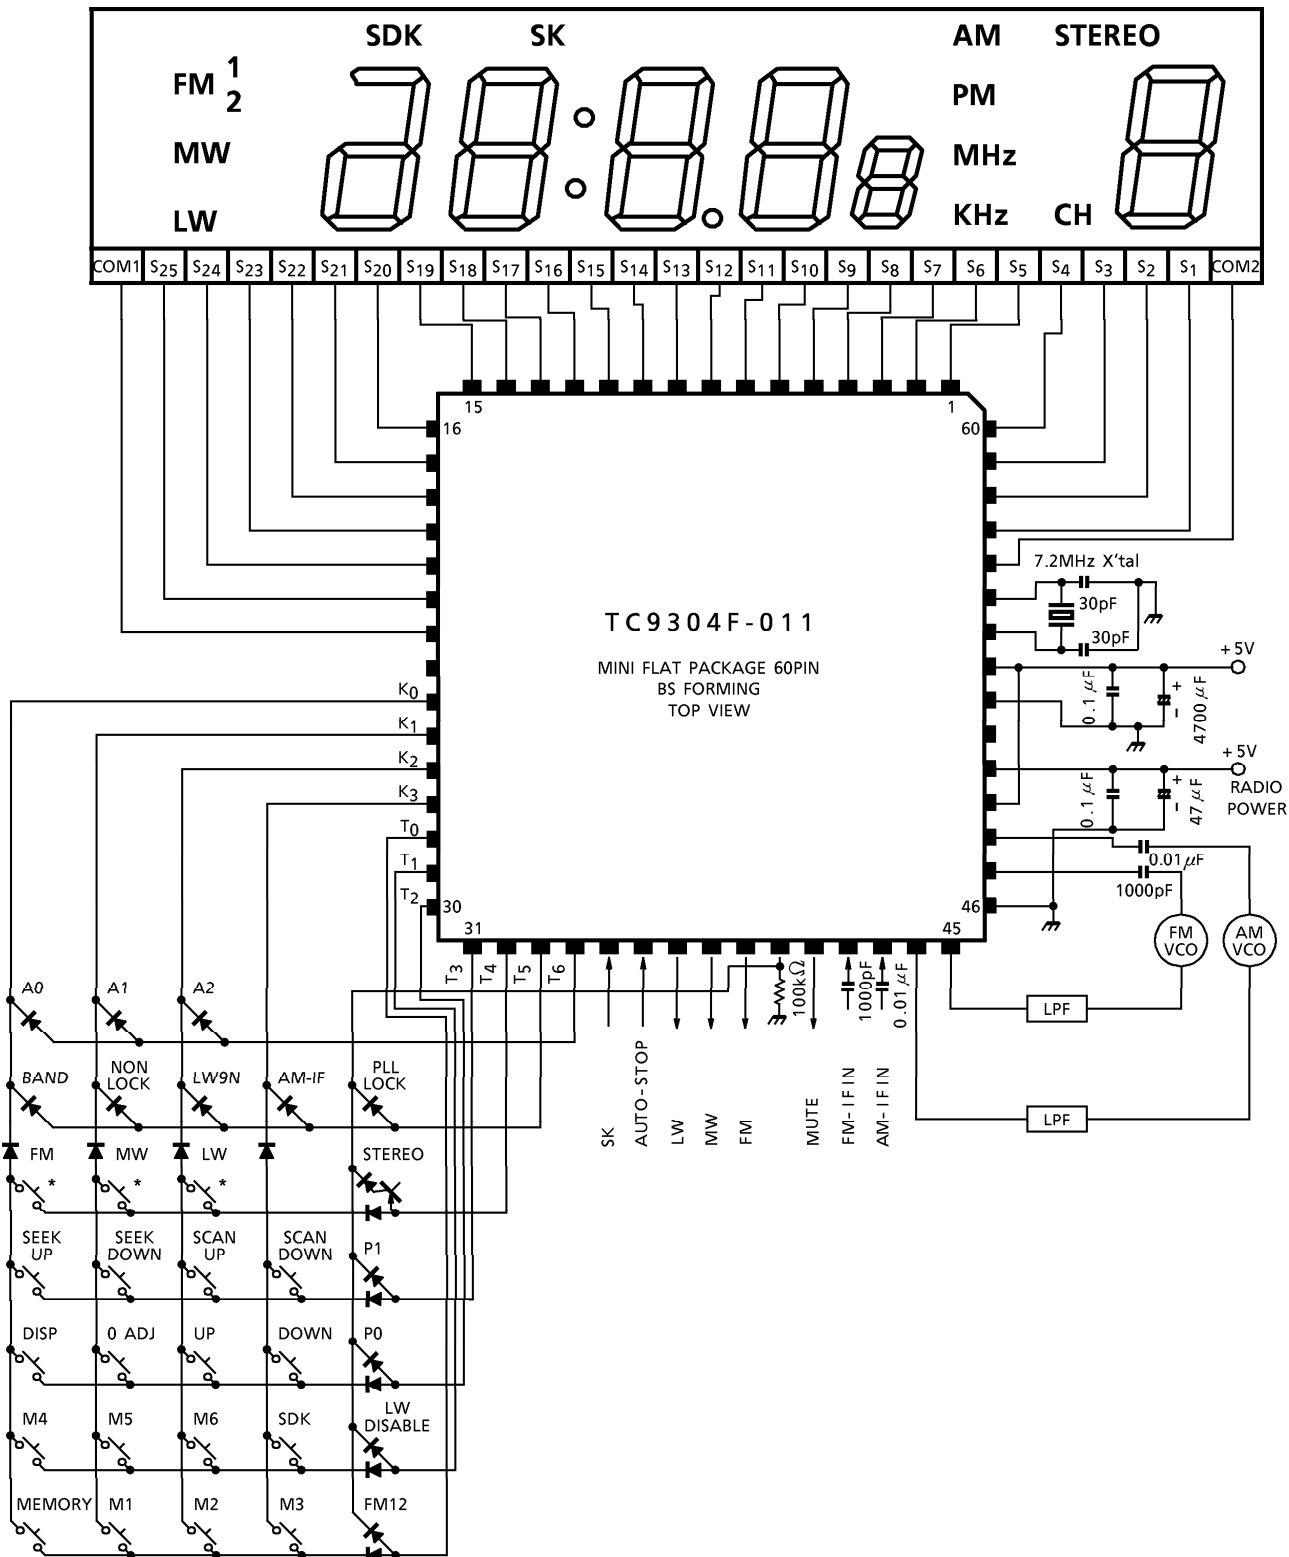 SDK SK AM STEREO
FM 1
2
PM
MW MHz
LW KHz CH
COM1 S25 S24 S23 S22 S21 S20 S19 S18 S17 S16 S15 S14 S13 S12 S11 S10 S9 S8 S7 S6 S5 S4 S3 S2 S1 COM2
15 1
16 60
7.2MHz X'tal
30pF
30pF
TC9304F-011
MINI FLAT PACKAGE 60PIN
BS FORMING
TOP VIEW
+5V
0.1μF
+
-
4700μF
+5V
RADIO
POWER
0.1μF
+
-
47μF
0.01μF
1000pF
K0
K1
K2
K3
T0
T1
T2
30 46
31 45
FM
VCO
AM
VCO
T3 T4 T5 T6
100kΩ
1000pF
0.01μF
LPF
LPF
SK
AUTO-STOP
LW
MW
FM
MUTE
FM-IF IN
AM-IF IN
A0 A1 A2
BAND
NON
LOCK
LW9N
AM-IF
PLL
LOCK
FM * MW * LW * STEREO
SEEK
UP
SEEK
DOWN
SCAN
UP
SCAN
DOWN
P1
DISP 0 ADJ UP DOWN P0
M4 M5 M6 SDK
LW
DISABLE
MEMORY M1 M2 M3 FM12